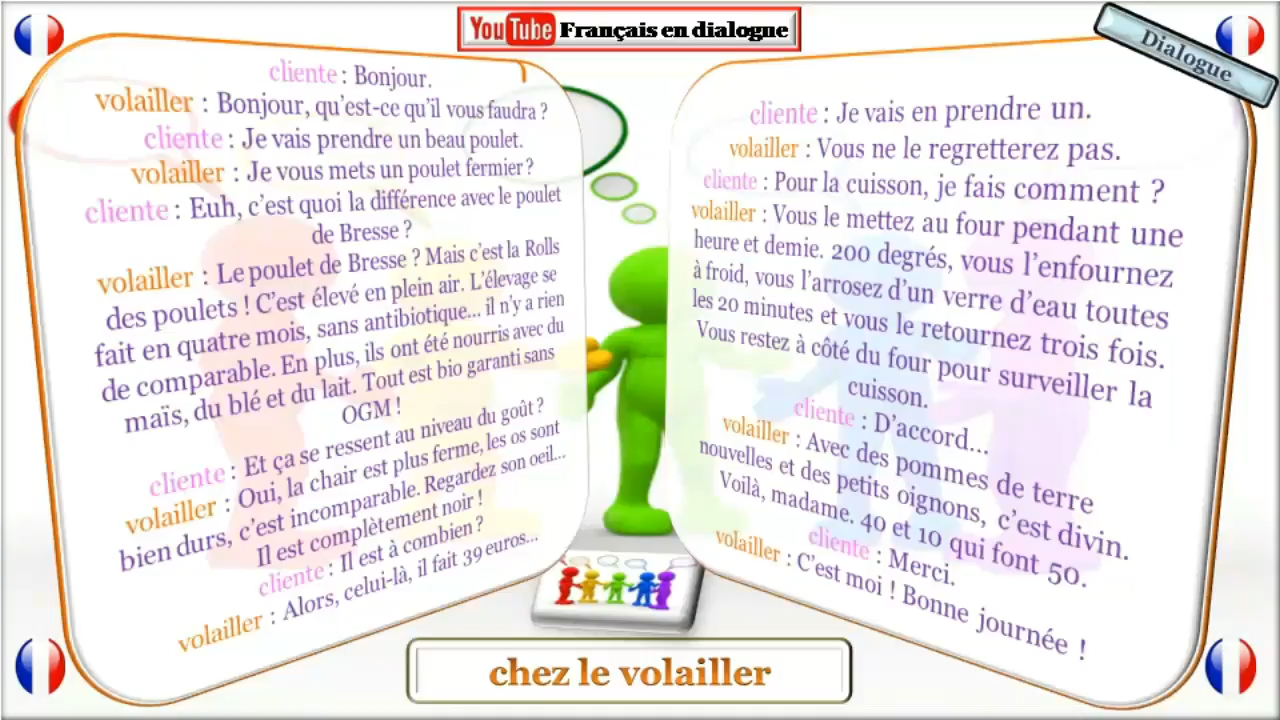 YouTube Français en dialogue
Dialogue
cliente : Bonjour.
volailler : Bonjour, qu'est-ce qu'il vous faudra ?
cliente : Je vais prendre un beau poulet.
volailler : Je vous mets un poulet fermier ?
cliente : Euh, c'est quoi la différence avec le poulet
de Bresse ?
volailler : Le poulet de Bresse ? Mais c'est la Rolls
des poulets ! C'est élevé en plein air. L'élevage se
fait en quatre mois, sans antibiotique... il n'y a rien
de comparable. En plus, ils ont été nourris avec du
maïs, du blé et du lait. Tout est bio garanti sans
OGM !
cliente : Et ça se ressent au niveau du goût ?
volailler : Oui, la chair est plus ferme, les os sont
bien durs, c'est incomparable. Regardez son oeil...
Il est complètement noir !
cliente : Il est à combien ?
volailler : Alors, celui-là, il fait 39 euros...
cliente : Je vais en prendre un.
volailler : Vous ne le regretterez pas.
cliente : Pour la cuisson, je fais comment ?
volailler : Vous le mettez au four pendant une
heure et demie. 200 degrés, vous l'enfournez
à froid, vous l'arrosez d'un verre d'eau toutes
les 20 minutes et vous le retournez trois fois.
Vous restez à côté du four pour surveiller la
cuisson.
cliente : D'accord...
volailler : Avec des pommes de terre
nouvelles et des petits oignons, c'est divin.
Voilà, madame. 40 et 10 qui font 50.
cliente : Merci.
volailler : C'est moi ! Bonne journée !
chez le volailler